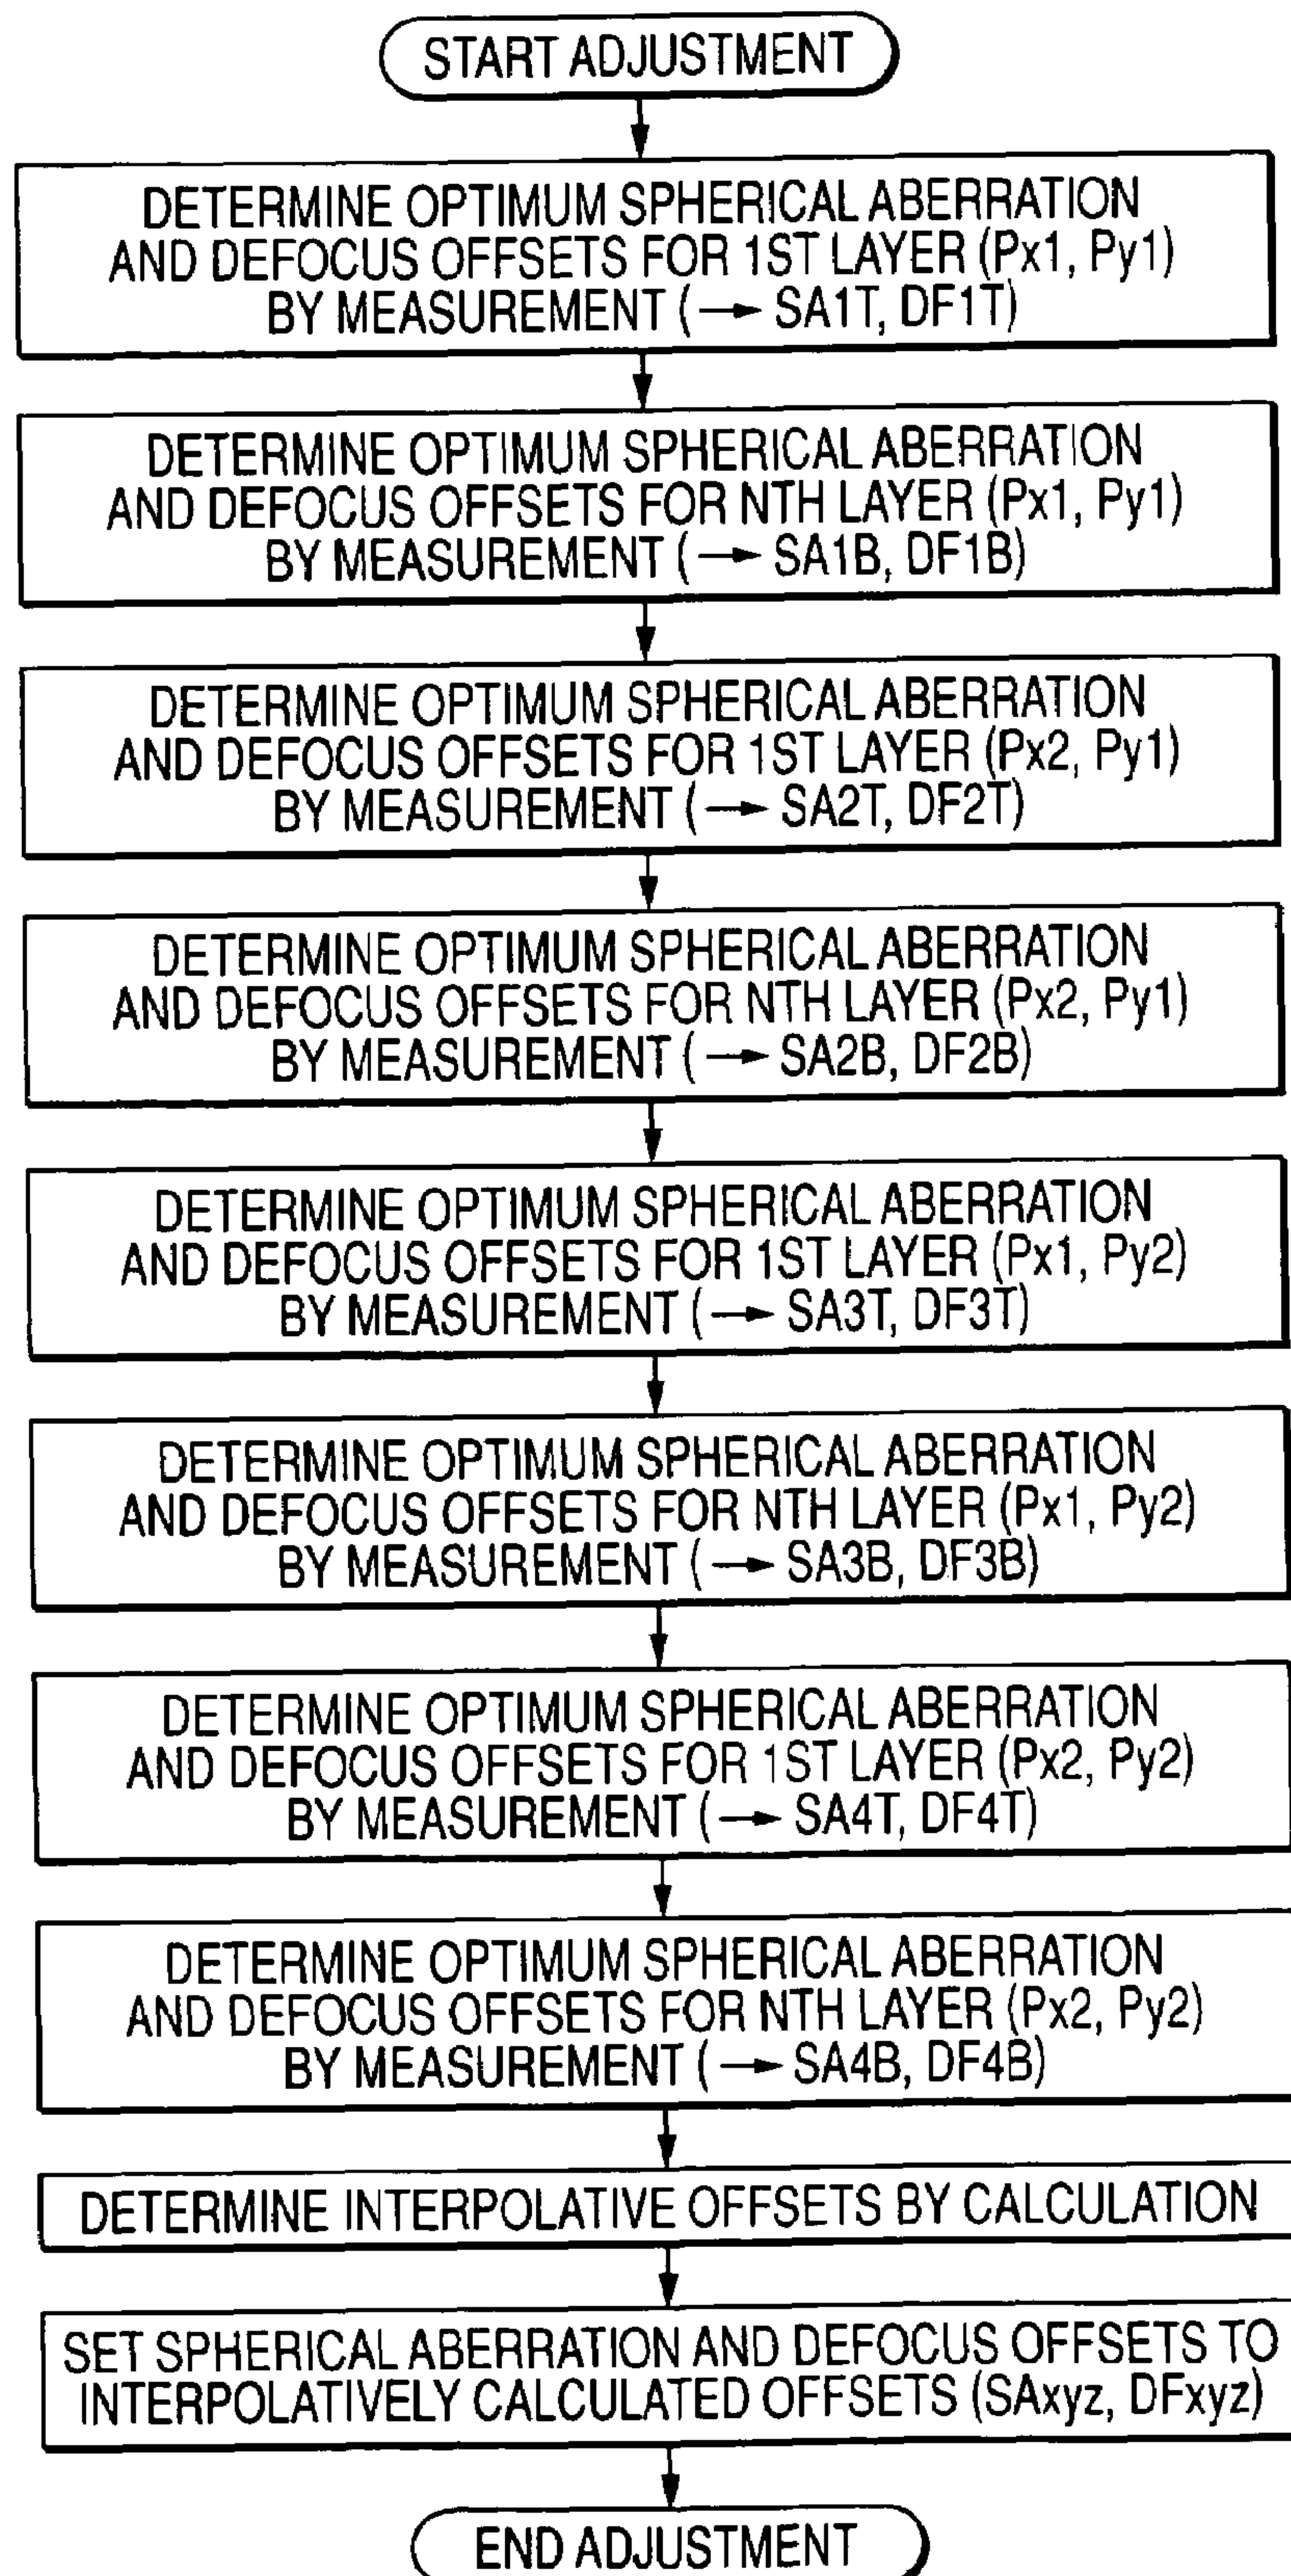 START ADJUSTMENT
DETERMINE OPTIMUM SPHERICAL ABERRATION
AND DEFOCUS OFFSETS FOR 1ST LAYER (Px1, Py1)
BY MEASUREMENT (→ SA1T, DF1T)
DETERMINE OPTIMUM SPHERICAL ABERRATION
AND DEFOCUS OFFSETS FOR NTH LAYER (Px1, Py1)
BY MEASUREMENT (→ SA1B, DF1B)
DETERMINE OPTIMUM SPHERICAL ABERRATION
AND DEFOCUS OFFSETS FOR 1ST LAYER (Px2, Py1)
BY MEASUREMENT (→ SA2T, DF2T)
DETERMINE OPTIMUM SPHERICAL ABERRATION
AND DEFOCUS OFFSETS FOR NTH LAYER (Px2, Py1)
BY MEASUREMENT (→ SA2B, DF2B)
DETERMINE OPTIMUM SPHERICAL ABERRATION
AND DEFOCUS OFFSETS FOR 1ST LAYER (Px1, Py2)
BY MEASUREMENT (→ SA3T, DF3T)
DETERMINE OPTIMUM SPHERICAL ABERRATION
AND DEFOCUS OFFSETS FOR NTH LAYER (Px1, Py2)
BY MEASUREMENT (→ SA3B, DF3B)
DETERMINE OPTIMUM SPHERICAL ABERRATION
AND DEFOCUS OFFSETS FOR 1ST LAYER (Px2, Py2)
BY MEASUREMENT (→ SA4T, DF4T)
DETERMINE OPTIMUM SPHERICAL ABERRATION
AND DEFOCUS OFFSETS FOR NTH LAYER (Px2, Py2)
BY MEASUREMENT (→ SA4B, DF4B)
DETERMINE INTERPOLATIVE OFFSETS BY CALCULATION
SET SPHERICAL ABERRATION AND DEFOCUS OFFSETS TO
INTERPOLATIVELY CALCULATED OFFSETS (SAxyz, DFxyz)
END ADJUSTMENT